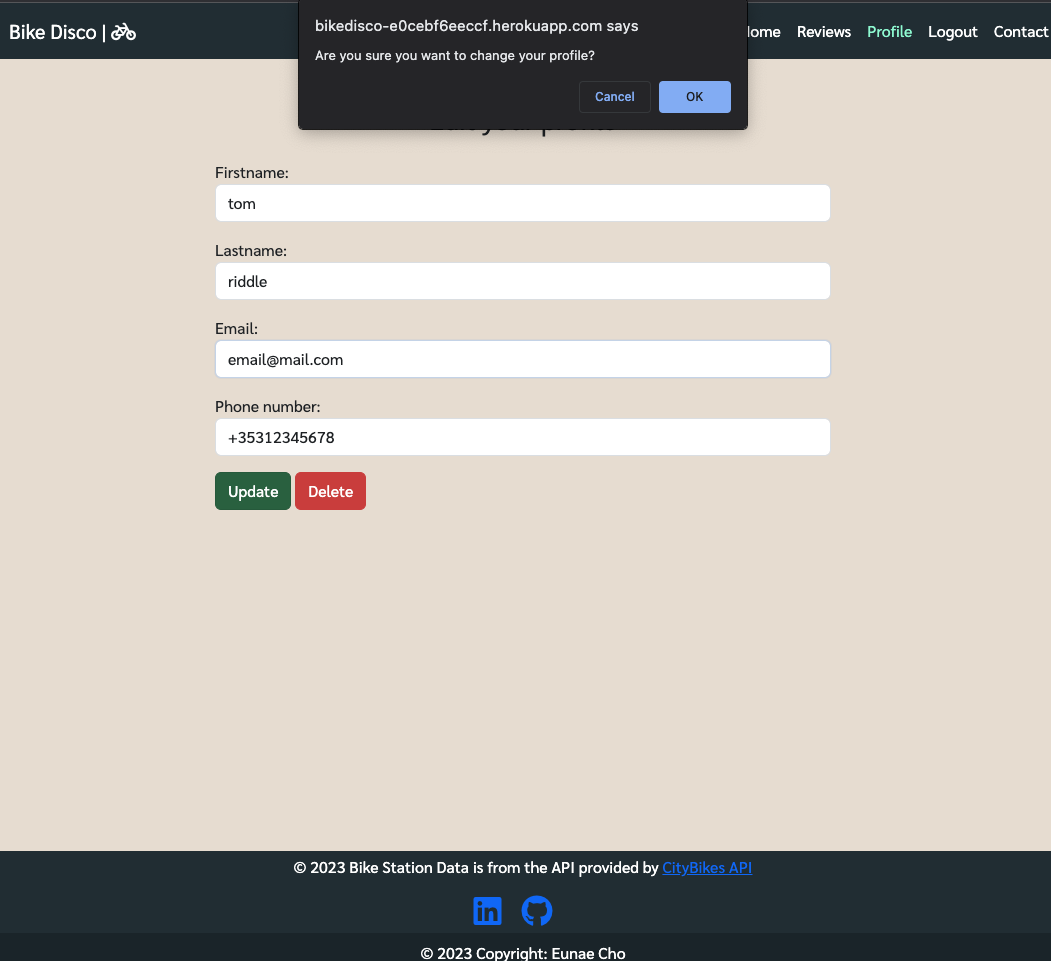 Bike Disco |
bikedisco-e0cebf6eeccf.herokuapp.com says
Are you sure you want to change your profile?
Cancel OK
Reviews Profile Logout Contact
Firstname:
tom
Lastname:
riddle
Email:
email@mail.com
Phone number:
+35312345678
Update Delete
© 2023 Bike Station Data is from the API provided by CityBikes API
© 2023 Copyright: Eunae Cho